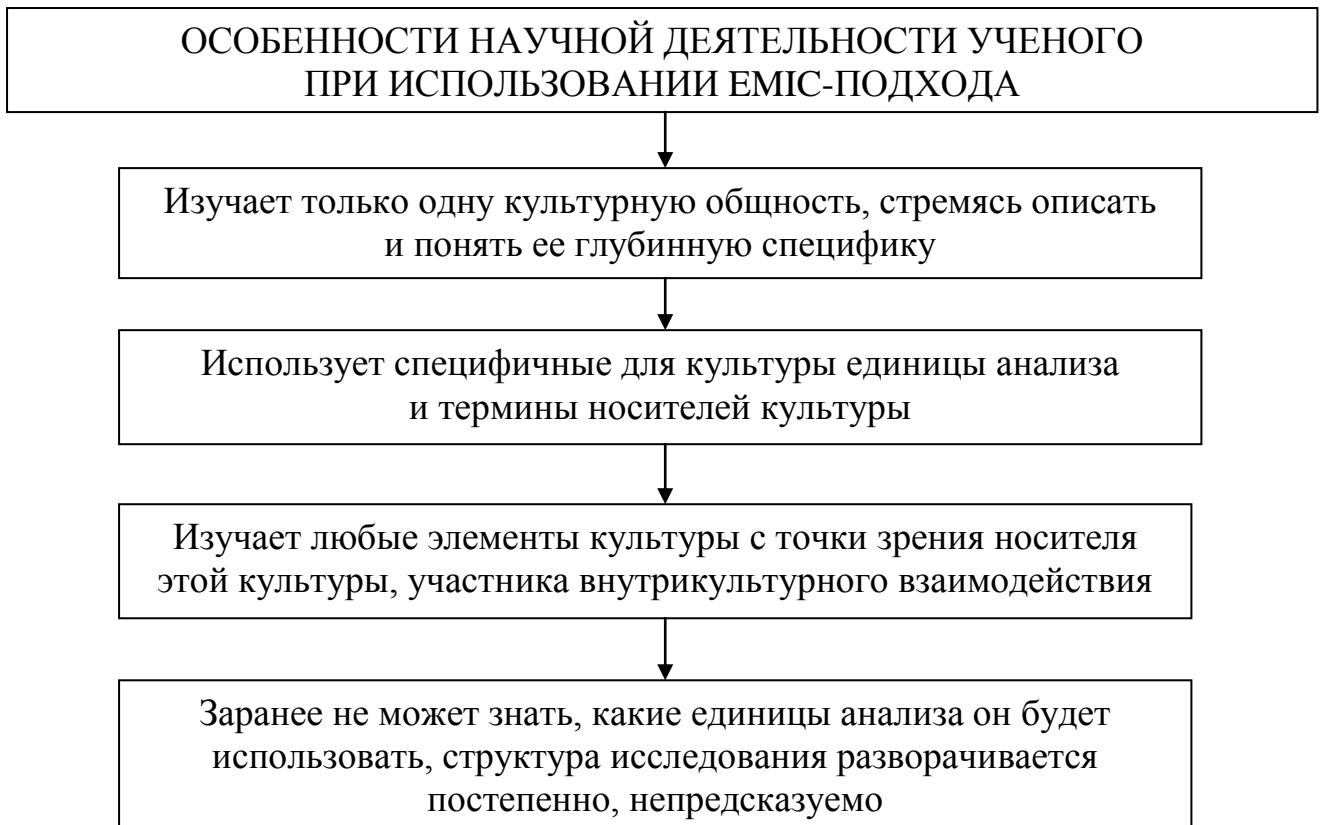 ОСОБЕННОСТИ НАУЧНОЙ ДЕЯТЕЛЬНОСТИ УЧЕНОГО
ПРИ ИСПОЛЬЗОВАНИИ EMIC-ПОДХОДА
Изучает только одну культурную общность, стремясь описать
и понять ее глубинную специфику
Использует специфичные для культуры единицы анализа
и термины носителей культуры
Изучает любые элементы культуры с точки зрения носителя
этой культуры, участника внутрикультурного взаимодействия
Заранее не может знать, какие единицы анализа он будет
использовать, структура исследования разворачивается
постепенно, непредсказуемо